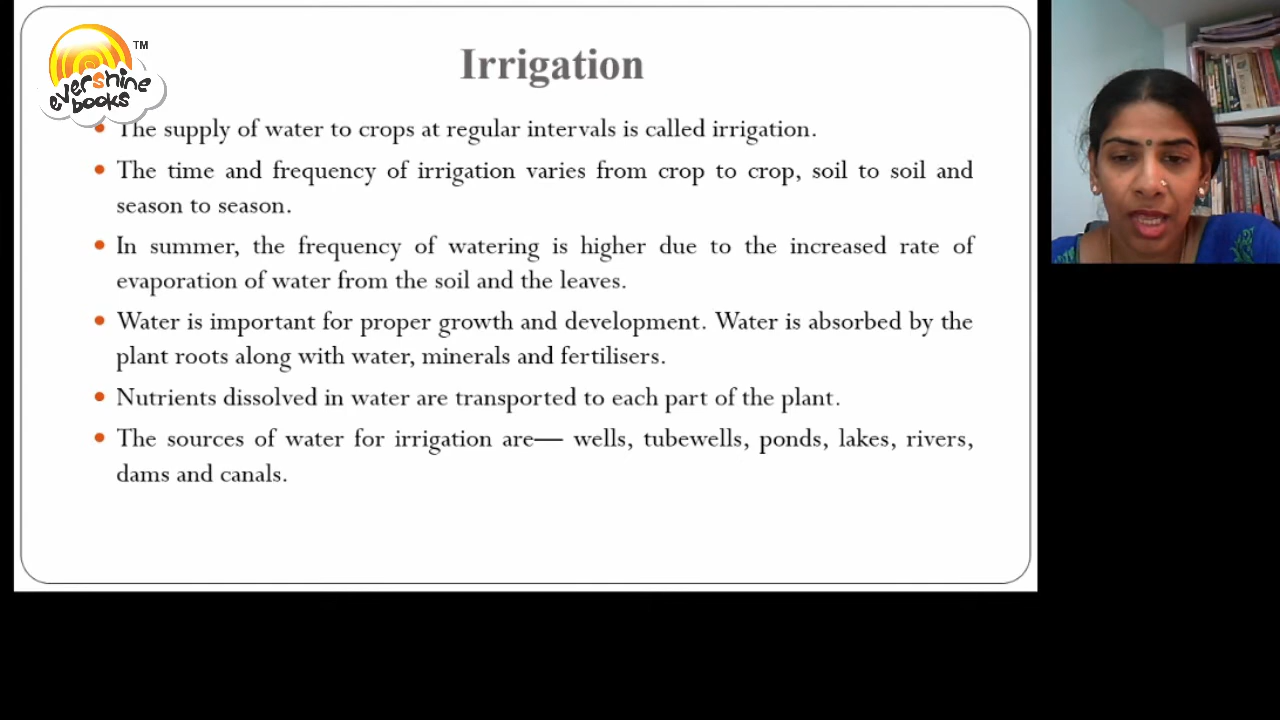 TM
evershine
books
Irrigation
The supply of water to crops at regular intervals is called irrigation.
The time and frequency of irrigation varies from crop to crop, soil to soil and
season to season.
In summer, the frequency of watering is higher due to the increased rate of
evaporation of water from the soil and the leaves.
Water is important for proper growth and development. Water is absorbed by the
plant roots along with water, minerals and fertilisers.
Nutrients dissolved in water are transported to each part of the plant.
The sources of water for irrigation are— wells, tubewells, ponds, lakes, rivers,
dams and canals.